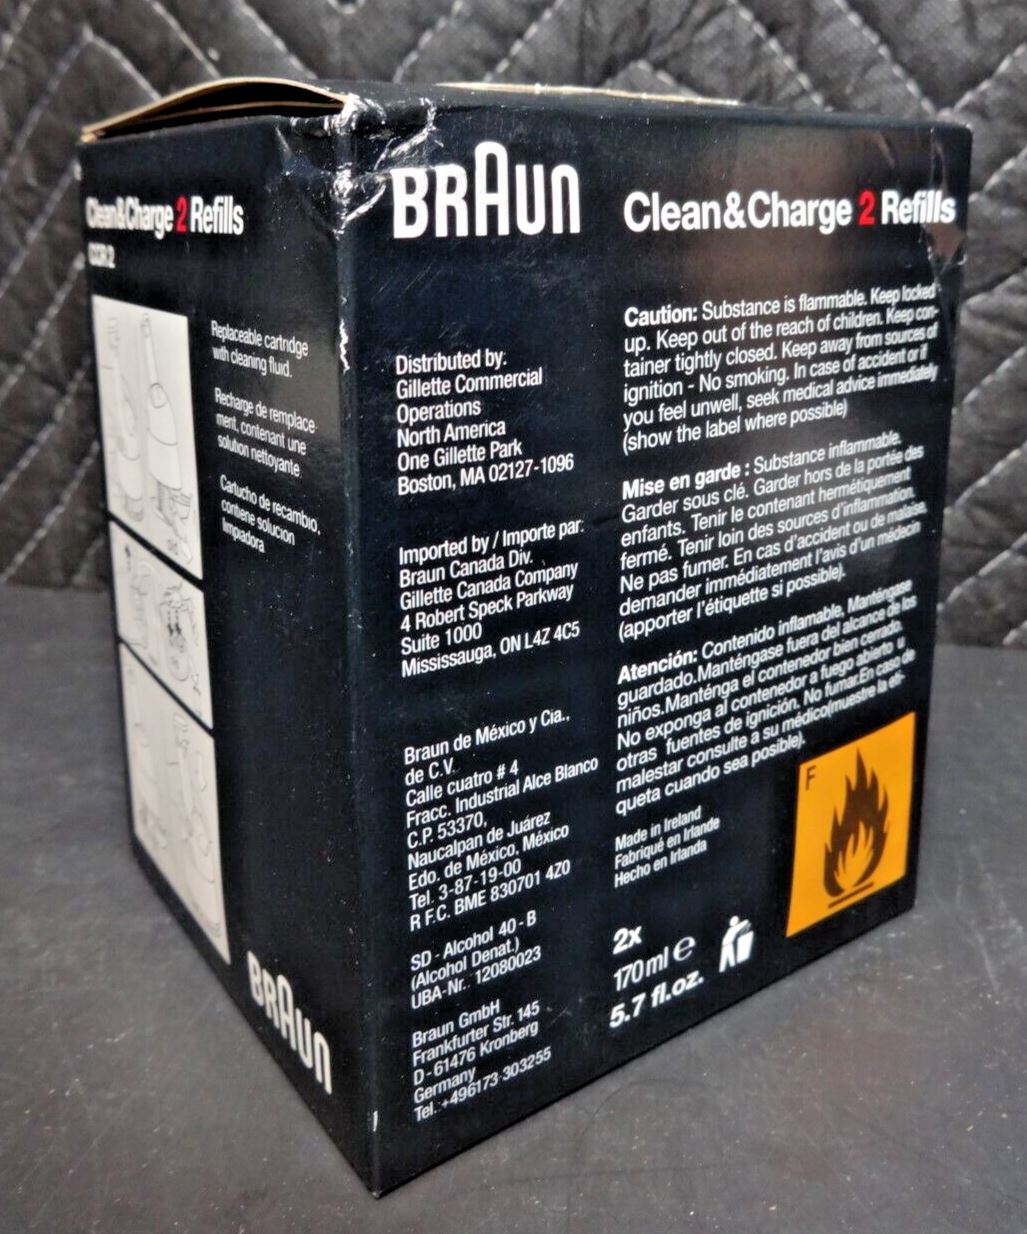 Clean&Charge 2 Refills
CCR 2
Replaceable cartridge
with cleaning fluid.
Recharge de remplace-
ment, contenant une
solution nettoyante
Cartucho de recambio,
contiene solución
limpiadora
BRAUN
BRAUN
Clean&Charge 2 Refills
Distributed by:
Gillette Commercial
Operations
North America
One Gillette Park
Boston, MA 02127-1096
Imported by / Importe par:
Braun Canada Div.
Gillette Canada Company
4 Robert Speck Parkway
Suite 1000
Mississauga, ON L4Z 4C5
Braun de México y Cia.,
de C.V.
Calle cuatro # 4
Fracc. Industrial Alce Blanco
C.P. 53370,
Naucalpan de Juárez
Edo. de México, México
Tel. 3-87-19-00
R F.C. BME 830701 4Z0
SD - Alcohol 40 - B
(Alcohol Denat.)
UBA-Nr. 12080023
Braun GmbH
Frankfurter Str. 145
D - 61476 Kronberg
Germany
Tel.:+496173-303255
Caution: Substance is flammable. Keep locked
up. Keep out of the reach of children. Keep con-
tainer tightly closed. Keep away from sources of
ignition - No smoking. In case of accident or if
you feel unwell, seek medical advice immediately
(show the label where possible)
Mise en garde : Substance inflammable.
Garder sous clé. Garder hors de la portée des
enfants. Tenir le contenant hermétiquement
fermé. Tenir loin des sources d'inflammation.
Ne pas fumer. En cas d'accident ou de malaise,
demander immédiatement l'avis d'un médecin
(apporter l'étiquette si possible).
Atención: Contenido inflamable, Manténgase
guardado.Manténgase fuera del alcance de los
niños.Manténga el contenedor bien cerrado.
No exponga al contenedor a fuego abierto u
otras fuentes de ignición. No fumar.En caso de
malestar consulte a su médico(muestre la eti-
queta cuando sea posible).
Made in Ireland
Fabriqué en Irlande
Hecho en Irlanda
F
2x
170 ml e
5.7 fl.oz.